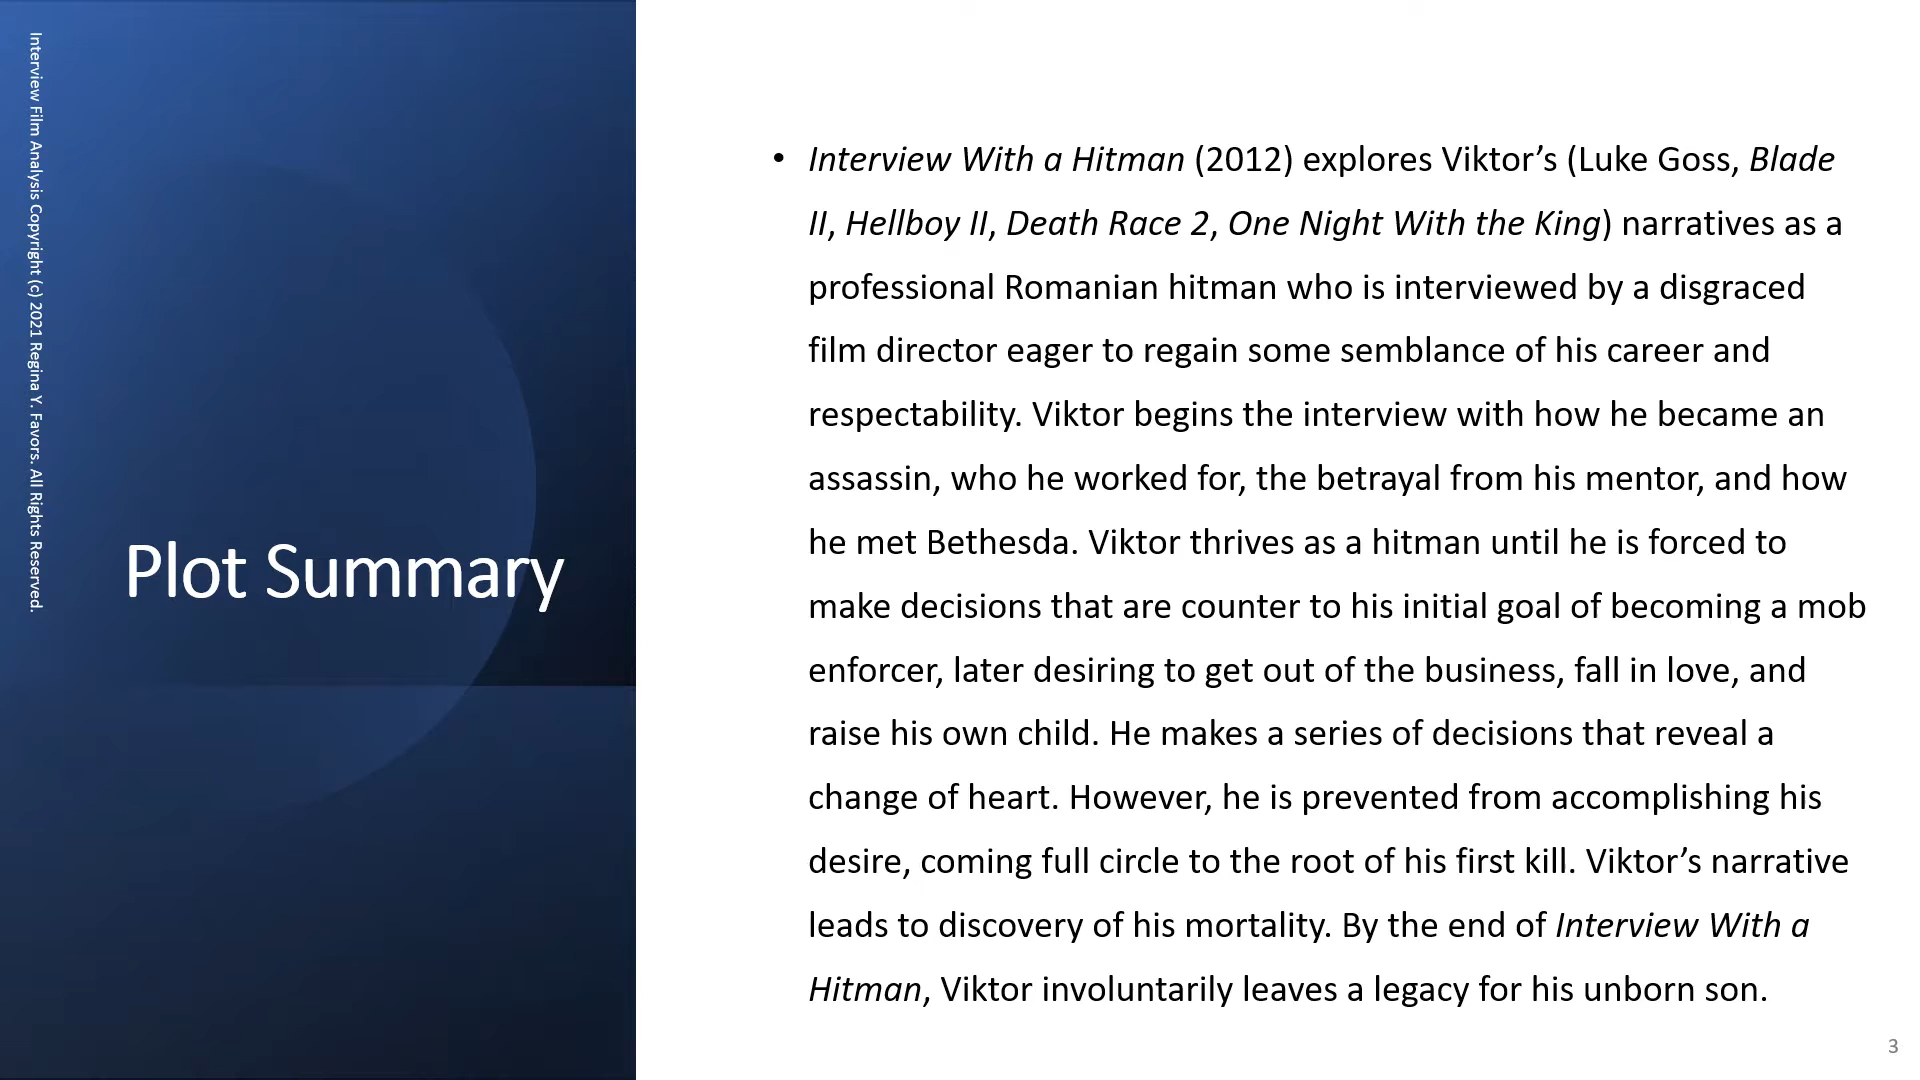 Interview Film Analysis Copyright (c) 2021 Regina Y. Favors. All Rights Reserved.
Plot Summary
• Interview With a Hitman (2012) explores Viktor’s (Luke Goss, Blade
II, Hellboy II, Death Race 2, One Night With the King) narratives as a
professional Romanian hitman who is interviewed by a disgraced
film director eager to regain some semblance of his career and
respectability. Viktor begins the interview with how he became an
assassin, who he worked for, the betrayal from his mentor, and how
he met Bethesda. Viktor thrives as a hitman until he is forced to
make decisions that are counter to his initial goal of becoming a mob
enforcer, later desiring to get out of the business, fall in love, and
raise his own child. He makes a series of decisions that reveal a
change of heart. However, he is prevented from accomplishing his
desire, coming full circle to the root of his first kill. Viktor’s narrative
leads to discovery of his mortality. By the end of Interview With a
Hitman, Viktor involuntarily leaves a legacy for his unborn son.
3